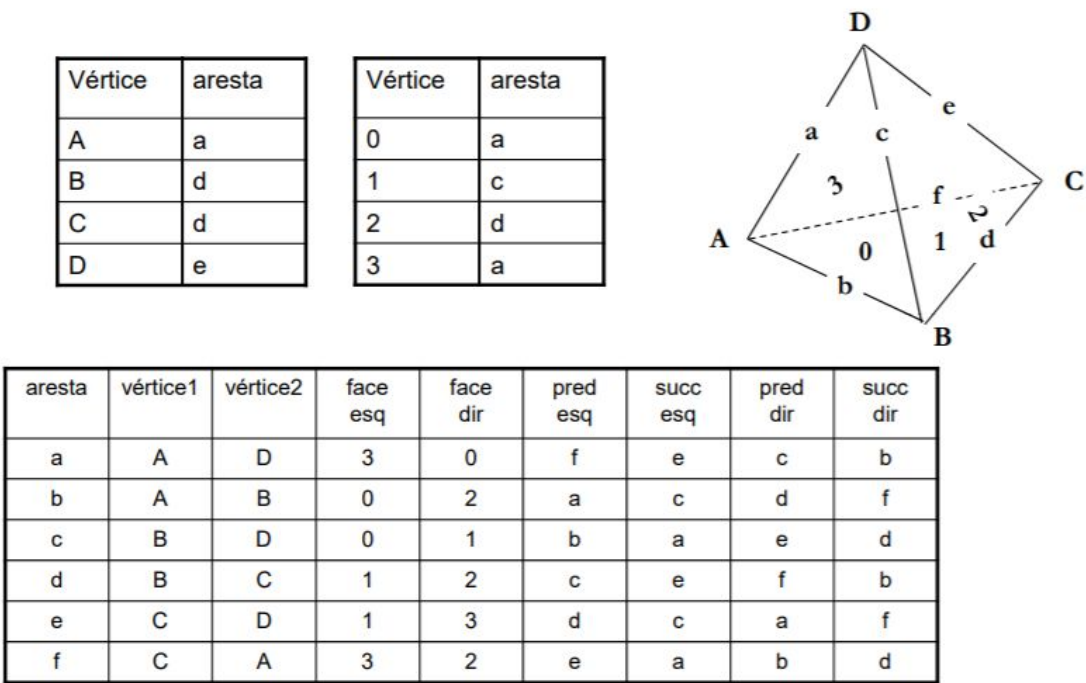 Vértice aresta
A a
B d
C d
D e
Vértice aresta
0 a
1 c
2 d
3 a
D
e
a c
3
f C
2
A 0 1 d
b
B
aresta vértice1 vértice2 face esq face dir pred esq succ esq pred dir succ dir
a A D 3 0 f e c b
b A B 0 2 a c d f
c B D 0 1 b a e d
d B C 1 2 c e f b
e C D 1 3 d c a f
f C A 3 2 e a b d